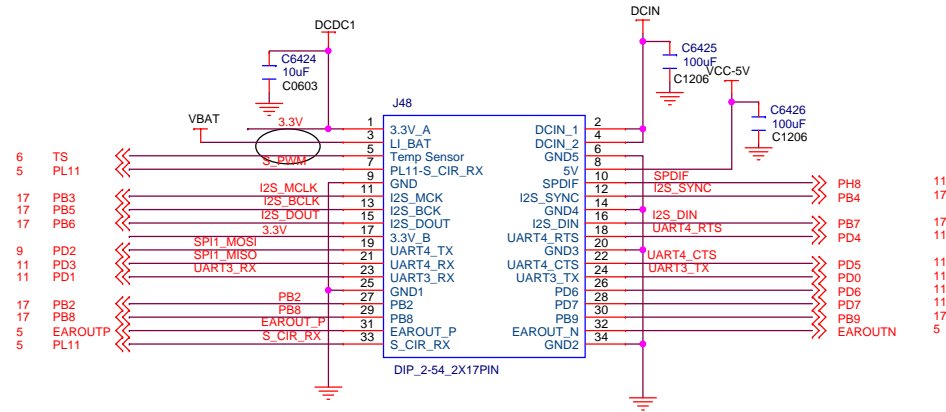 DCDC1
DCIN
C6424
10uF
C0603
C6425
100uF
C1206
VCC-5V
C6426
100uF
C1206
J48
VBAT
3.3V
1 3.3V_A DCIN_1 2
3 LI_BAT DCIN_2 4
6 TS 5 Temp Sensor GND5 6
5 PL11 S_PWM 7 PL11-S_CIR_RX 5V 8
9 GND SPDIF 10 SPDIF PH8 11
17 PB3 I2S_MCLK 11 I2S_MCK I2S_SYNC 12 I2S_SYNC PB4 17
17 PB5 I2S_BCLK 13 I2S_BCK GND4 14
17 PB6 I2S_DOUT 15 I2S_DOUT I2S_DIN 16 I2S_DIN PB7 17
3.3V 17 3.3V_B UART4_RTS 18 UART4_RTS PD4 11
9 PD2 SPI1_MOSI 19 UART4_TX GND3 20
11 PD3 SPI1_MISO 21 UART4_RX UART4_CTS 22 UART4_CTS PD5 11
11 PD1 UART3_RX 23 UART3_RX UART3_TX 24 UART3_TX PD0 11
25 GND1 PD6 26 PD6 11
17 PB2 PB2 27 PB2 PD7 28 PD7 11
17 PB8 PB8 29 PB8 PB9 30 PB9 17
5 EAROUTP EAROUT_P 31 EAROUT_P EAROUT_N 32 EAROUTN 5
5 PL11 S_CIR_RX 33 S_CIR_RX GND2 34
DIP_2-54_2X17PIN